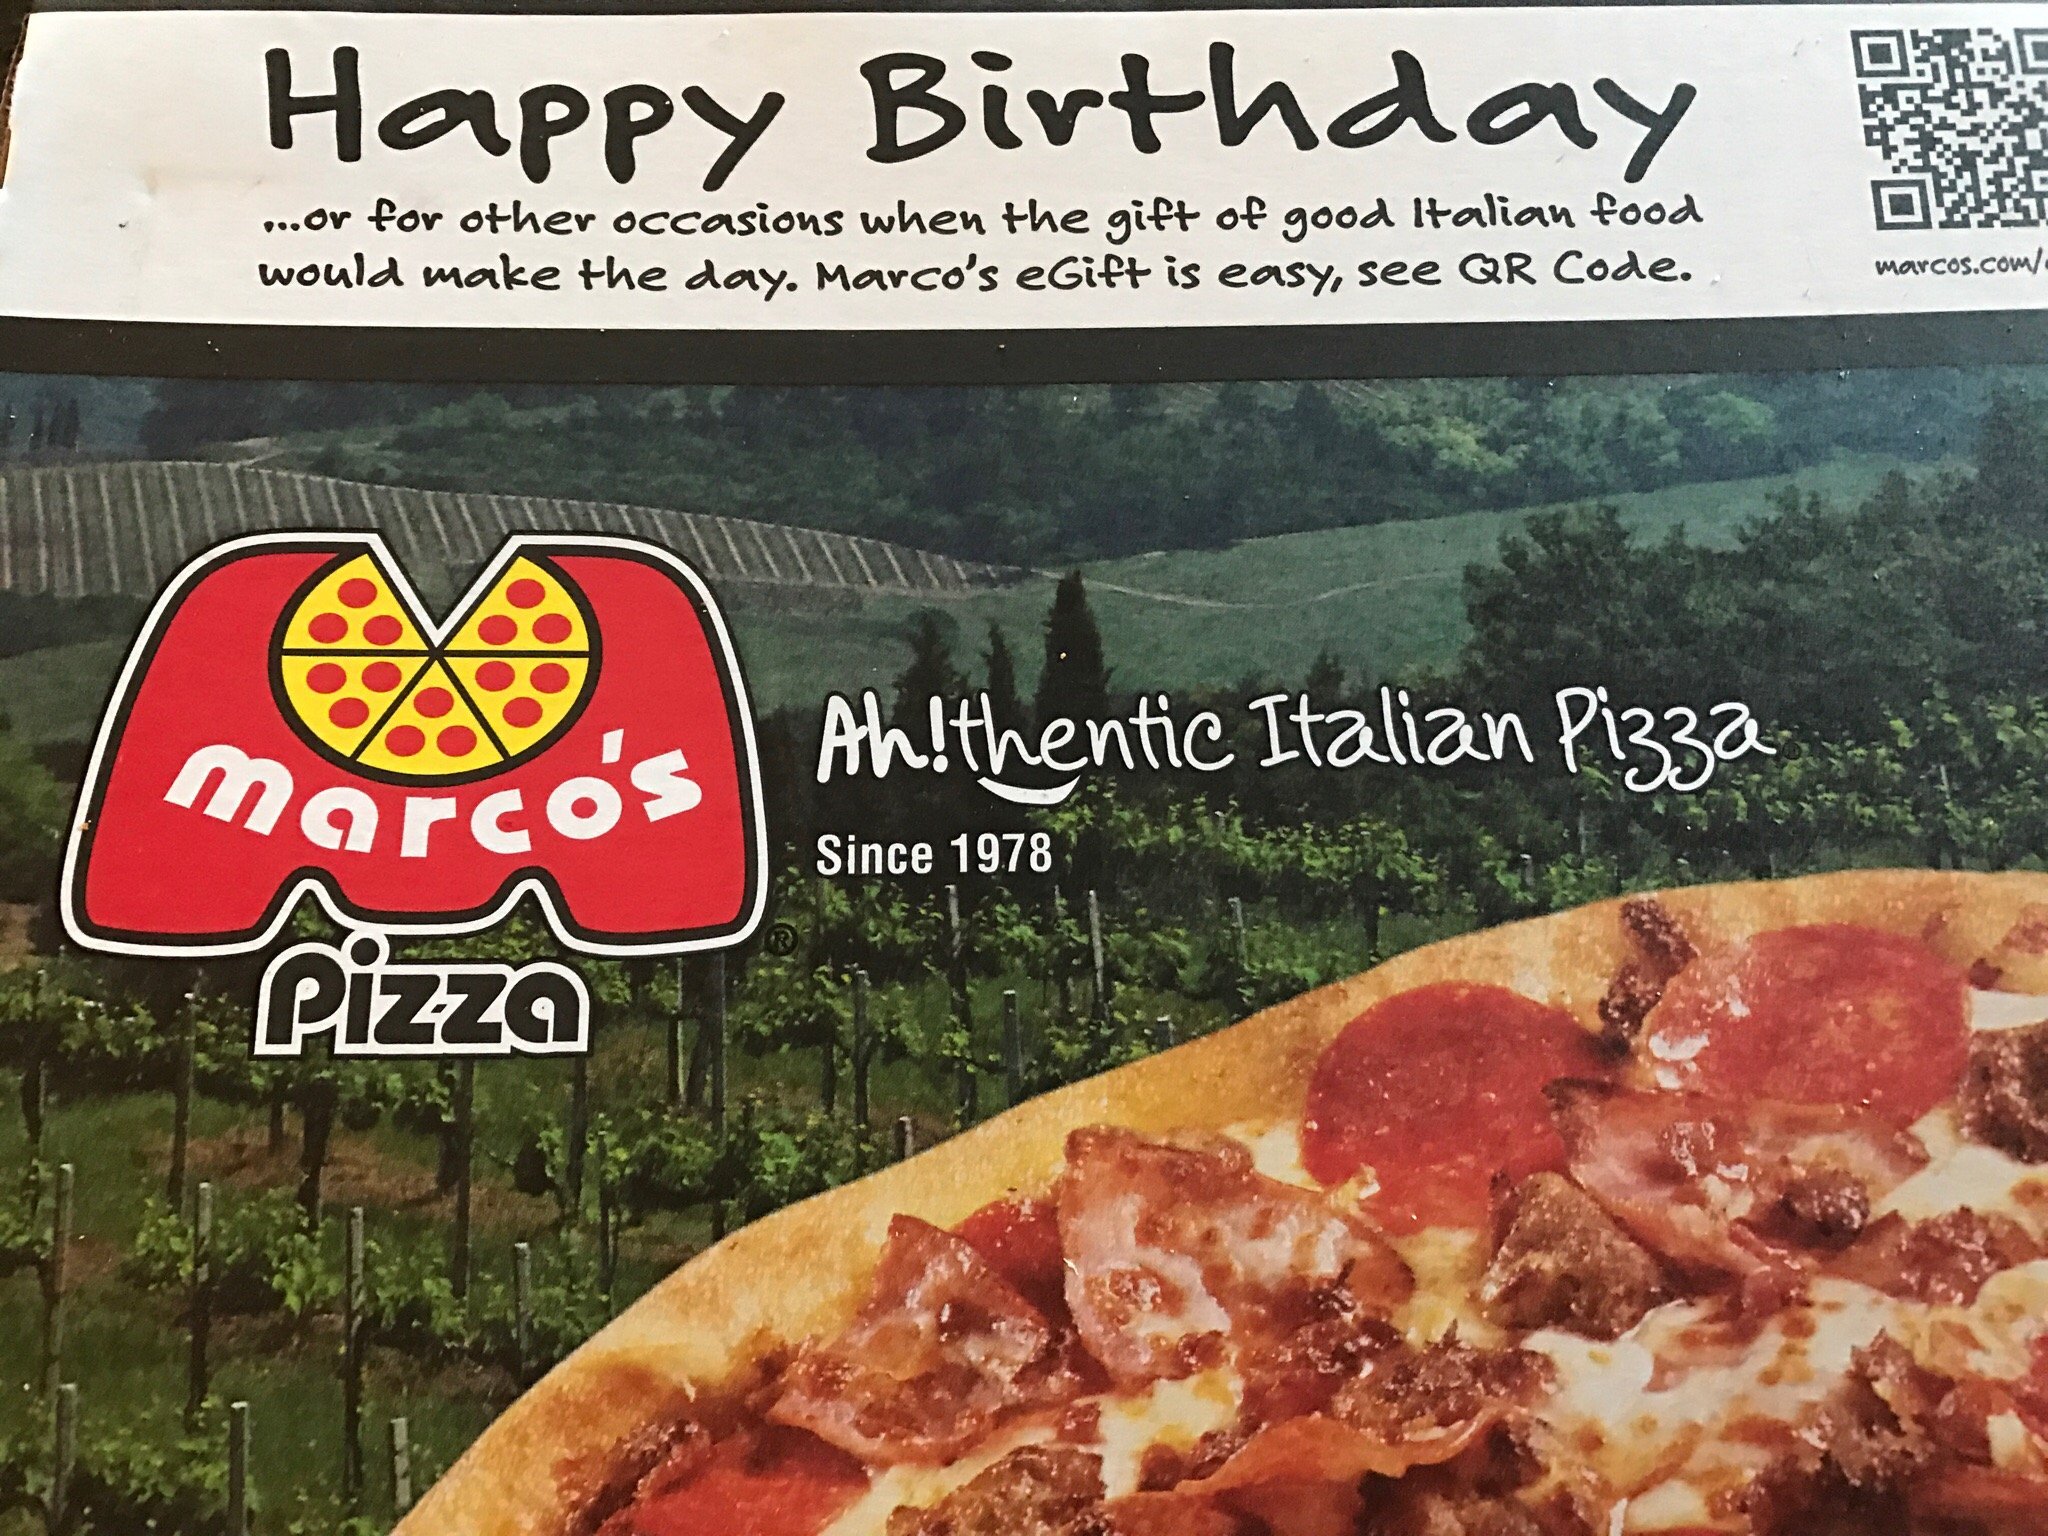 Happy Birthday
...or for other occasions when the gift of good Italian food
would make the day. Marco's eGift is easy, see QR Code.
marcos.com/
marco's
Pizza
®
Ah!thentic Italian Pizza
Since 1978